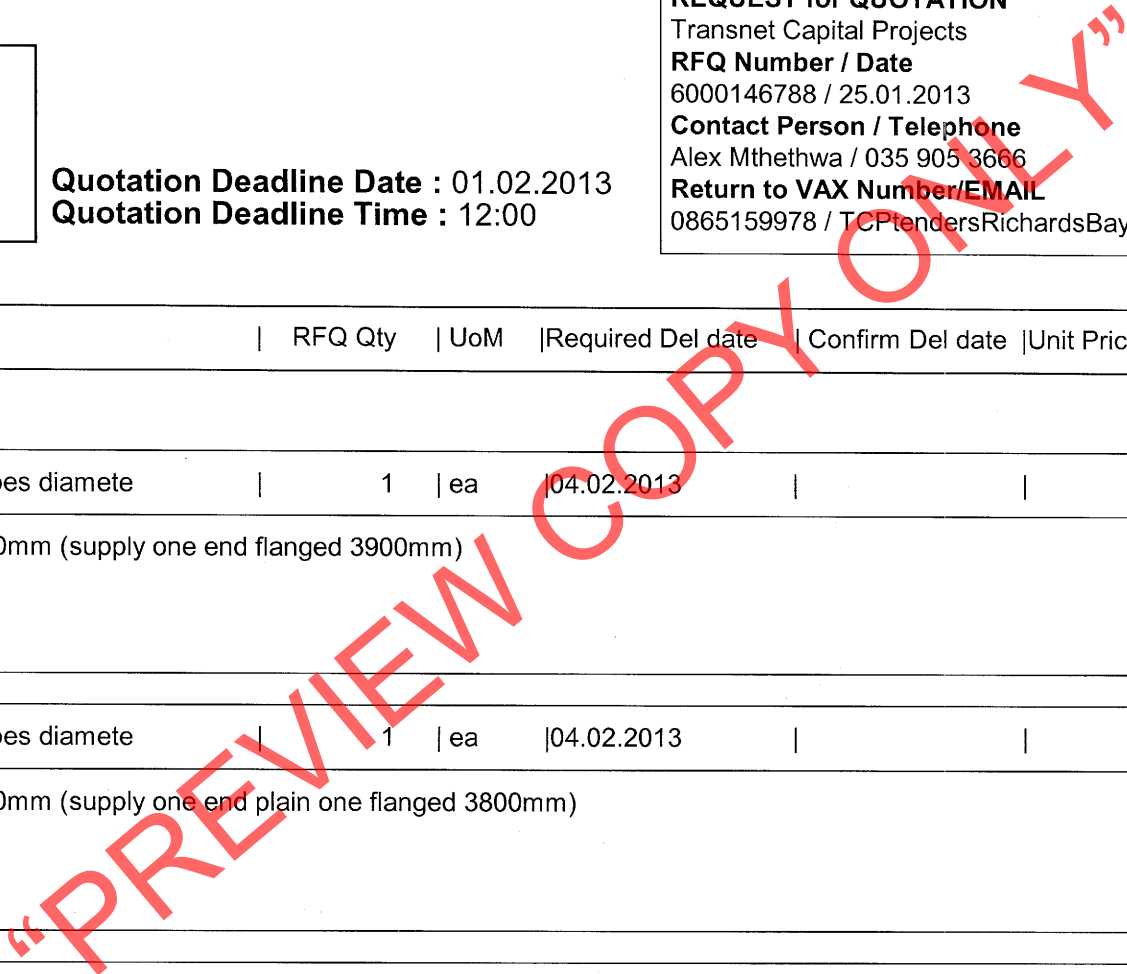 REQUEST for QUOTATION
Transnet Capital Projects
RFQ Number / Date
6000146788 / 25.01.2013
Contact Person / Telephone
Alex Mthethwa / 035 905 3666
Return to VAX Number/EMAIL
0865159978 / TCPtendersRichardsBay
Quotation Deadline Date : 01.02.2013
Quotation Deadline Time : 12:00
| RFQ Qty | UoM |Required Del date | Confirm Del date |Unit Pric
pes diamete | 1 | ea |04.02.2013 | |
0mm (supply one end flanged 3900mm)
pes diamete | 1 | ea |04.02.2013 | |
0mm (supply one end plain one flanged 3800mm)
“PREVIEW COPY ONLY”